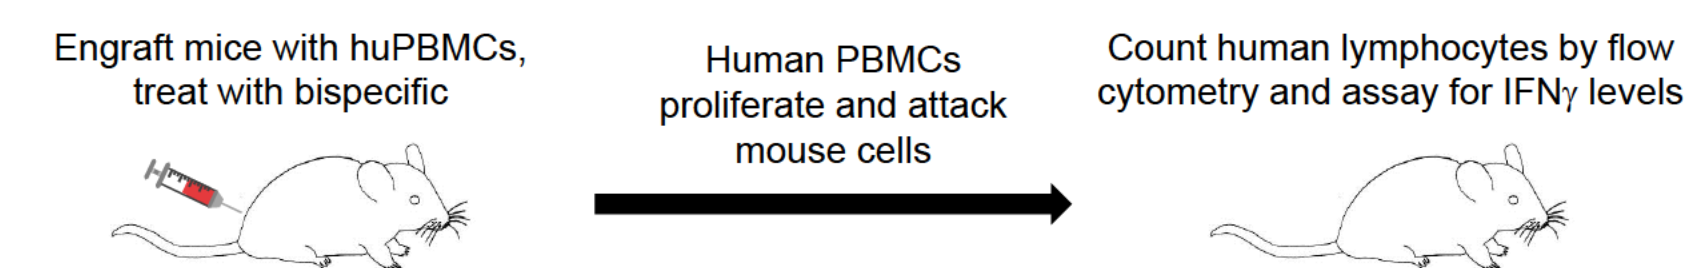 Engraft mice with huPBMCs,
treat with bispecific
Human PBMCs
proliferate and attack
mouse cells
Count human lymphocytes by flow
cytometry and assay for IFNγ levels